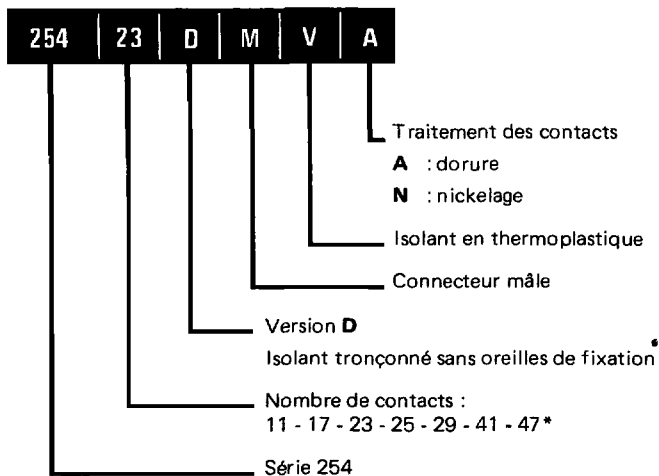 254 23 D M V A
Traitement des contacts
A : dorure
N : nickelage
Isolant en thermoplastique
Connecteur mâle
Version D
Isolant tronçonné sans oreilles de fixation*
Nombre de contacts :
11 - 17 - 23 - 25 - 29 - 41 - 47*
Série 254